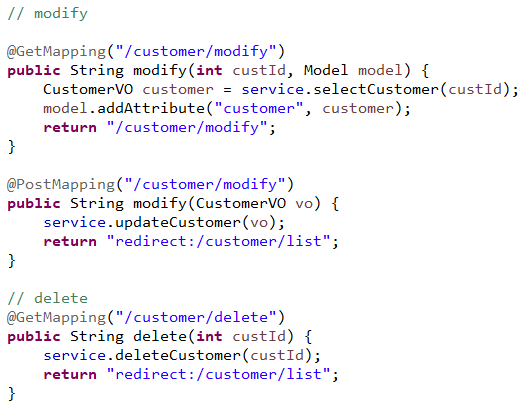 // modify
@GetMapping("/customer/modify")
public String modify(int custId, Model model) {
CustomerVO customer = service.selectCustomer(custId);
model.addAttribute("customer", customer);
return "/customer/modify";
}
@PostMapping("/customer/modify")
public String modify(CustomerVO vo) {
service.updateCustomer(vo);
return "redirect:/customer/list";
}
// delete
@GetMapping("/customer/delete")
public String delete(int custId) {
service.deleteCustomer(custId);
return "redirect:/customer/list";
}